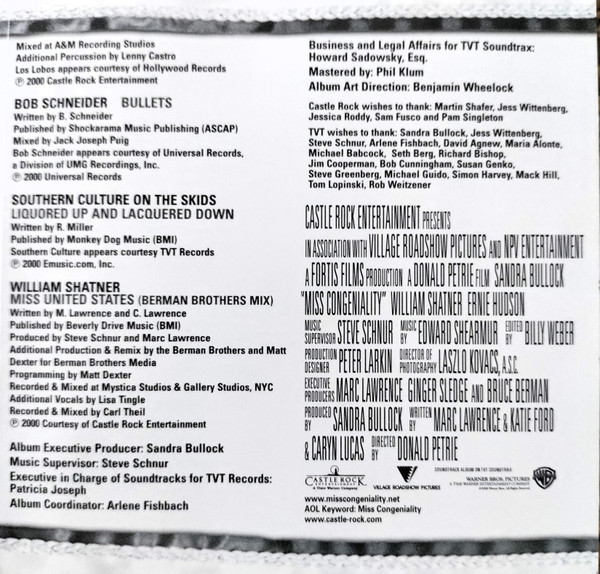 Mixed at A&M Recording Studios
Additional Percussion by Lenny Castro
Los Lobos appears courtesy of Hollywood Records
℗ 2000 Castle Rock Entertainment
BOB SCHNEIDER BULLETS
Written by B. Schneider
Published by Shockarama Music Publishing (ASCAP)
Mixed by Jack Joseph Puig
Bob Schneider appears courtesy of Universal Records,
a Division of UMG Recordings, Inc.
℗ 2000 Universal Records
SOUTHERN CULTURE ON THE SKIDS
LIQUORED UP AND LACQUERED DOWN
Written by R. Miller
Published by Monkey Dog Music (BMI)
Southern Culture appears courtesy TVT Records
℗ 2000 Emusic.com, Inc.
WILLIAM SHATNER
MISS UNITED STATES (BERMAN BROTHERS MIX)
Written by M. Lawrence and C. Lawrence
Published by Beverly Drive Music (BMI)
Produced by Steve Schnur and Marc Lawrence
Additional Production & Remix by the Berman Brothers and Matt
Dexter for Berman Brothers Media
Programming by Matt Dexter
Recorded & Mixed at Mystica Studios & Gallery Studios, NYC
Additional Vocals by Lisa Tingle
Recorded & Mixed by Carl Theil
℗ 2000 Courtesy of Castle Rock Entertainment
Album Executive Producer: Sandra Bullock
Music Supervisor: Steve Schnur
Executive in Charge of Soundtracks for TVT Records:
Patricia Joseph
Album Coordinator: Arlene Fishbach
Business and Legal Affairs for TVT Soundtrax:
Howard Sadowsky, Esq.
Mastered by: Phil Klum
Album Art Direction: Benjamin Wheelock
Castle Rock wishes to thank: Martin Shafer, Jess Wittenberg,
Jessica Roddy, Sam Fusco and Pam Singleton
TVT wishes to thank: Sandra Bullock, Jess Wittenberg,
Steve Schnur, Arlene Fishbach, David Agnew, Maria Alonte,
Michael Babcock, Seth Berg, Richard Bishop,
Jim Cooperman, Bob Cunningham, Susan Genko,
Steve Greenberg, Michael Guido, Simon Harvey, Mack Hill,
Tom Lopinski, Rob Weitzener
CASTLE ROCK ENTERTAINMENT PRESENTS
IN ASSOCIATION WITH VILLAGE ROADSHOW PICTURES AND NPV ENTERTAINMENT
A FORTIS FILMS PRODUCTION A DONALD PETRIE FILM SANDRA BULLOCK
"MISS CONGENIALITY" WILLIAM SHATNER ERNIE HUDSON
MUSIC SUPERVISOR STEVE SCHNUR MUSIC BY EDWARD SHEARMUR EDITED BY BILLY WEBER
PRODUCTION DESIGNER PETER LARKIN DIRECTOR OF PHOTOGRAPHY LASZLO KOVACS, A.S.C.
EXECUTIVE PRODUCERS MARC LAWRENCE GINGER SLEDGE AND BRUCE BERMAN
PRODUCED BY SANDRA BULLOCK WRITTEN BY MARC LAWRENCE & KATIE FORD
& CARYN LUCAS DIRECTED BY DONALD PETRIE
SOUNDTRACK ALBUM ON TVT SOUNDTRAX
CASTLE ROCK
ENTERTAINMENT
A Time Warner Company
VILLAGE ROADSHOW PICTURES
WARNER BROS. PICTURES
A TIME WARNER ENTERTAINMENT COMPANY
WB
www.misscongeniality.net
AOL Keyword: Miss Congeniality
www.castle-rock.com